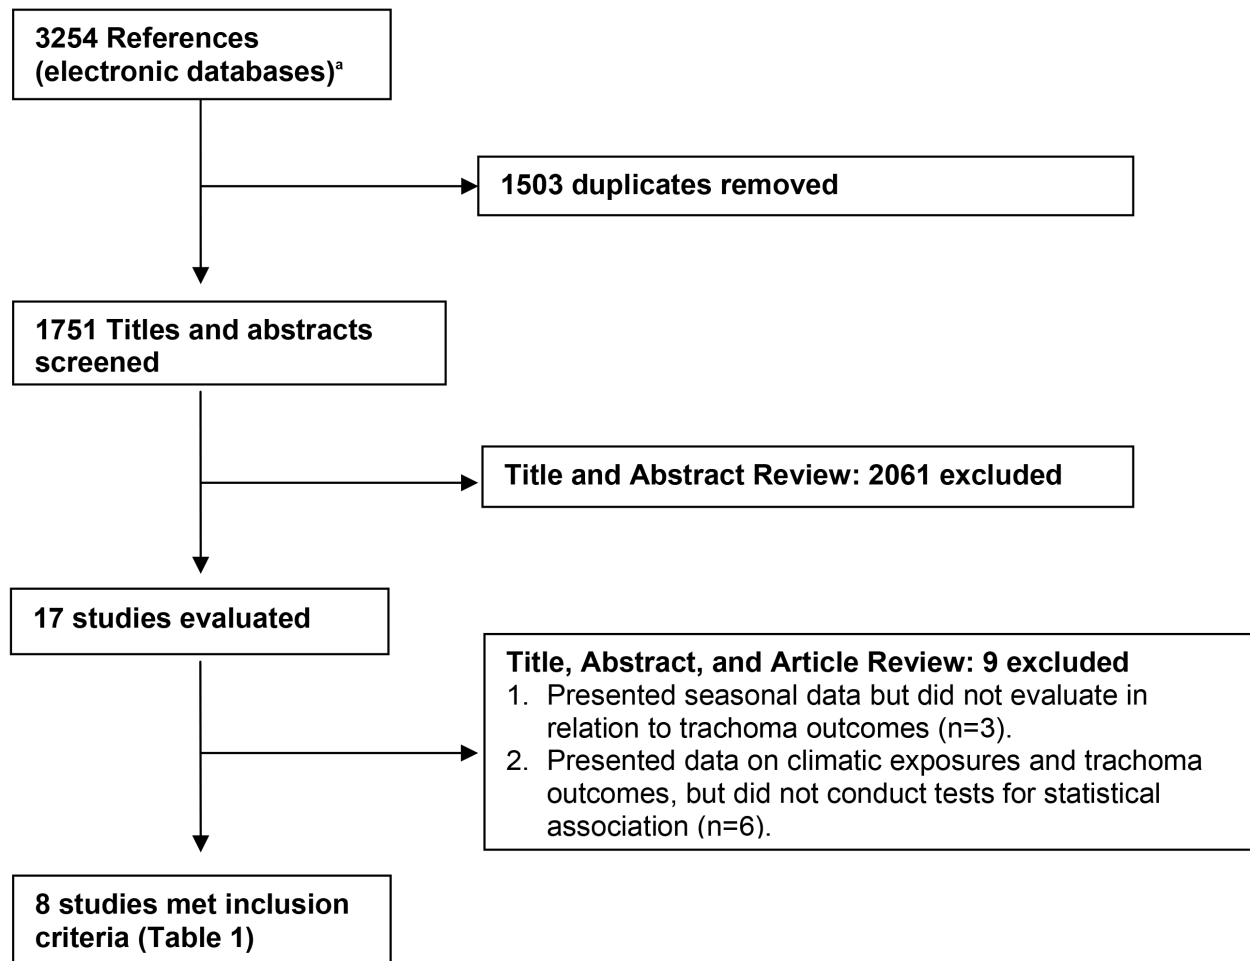 3254 References
(electronic databases)ᵃ
1503 duplicates removed
1751 Titles and abstracts
screened
Title and Abstract Review: 2061 excluded
17 studies evaluated
Title, Abstract, and Article Review: 9 excluded
1. Presented seasonal data but did not evaluate in
relation to trachoma outcomes (n=3).
2. Presented data on climatic exposures and trachoma
outcomes, but did not conduct tests for statistical
association (n=6).
8 studies met inclusion
criteria (Table 1)